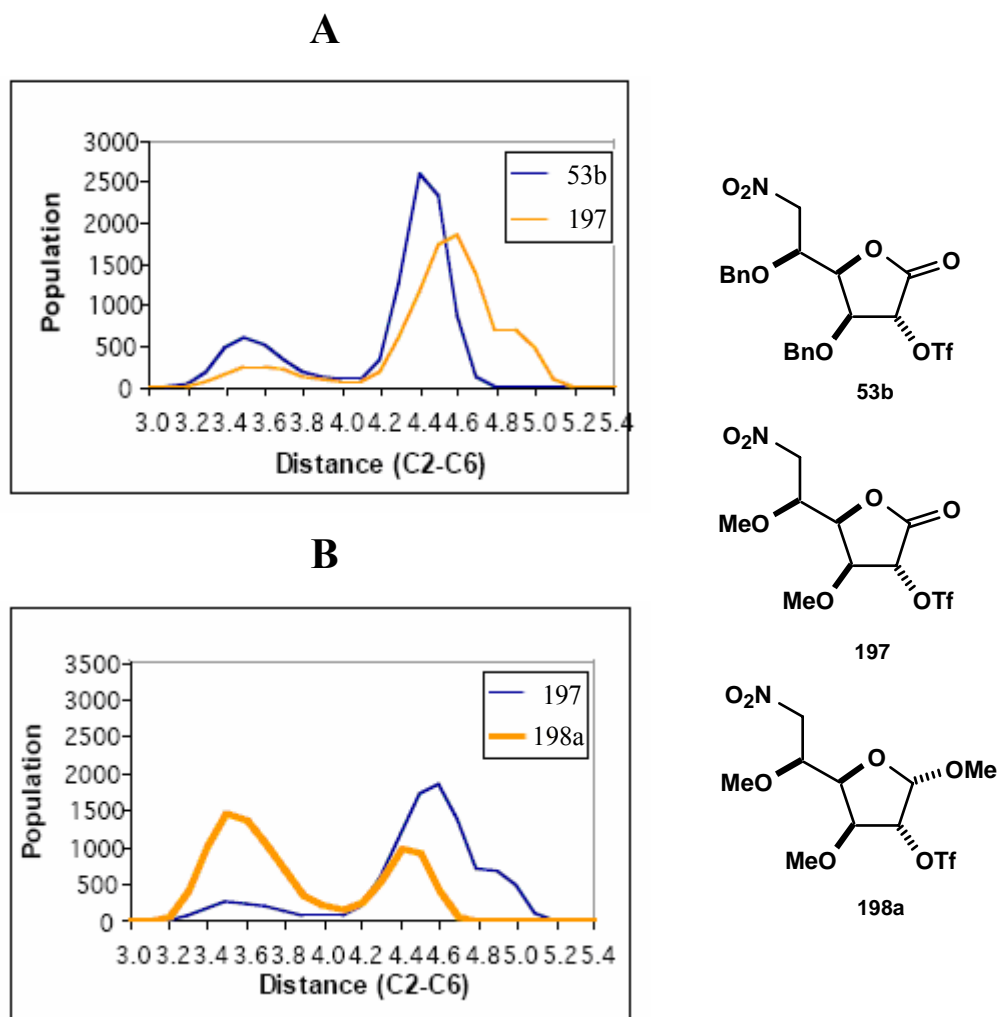 A
Population
3000
2500
2000
1500
1000
500
0
53b
197
3.0 3.2 3.4 3.6 3.8 4.0 4.2 4.4 4.6 4.8 5.0 5.2 5.4
Distance (C2-C6)
B
Population
3500
3000
2500
2000
1500
1000
500
0
197
198a
3.0 3.2 3.4 3.6 3.8 4.0 4.2 4.4 4.6 4.8 5.0 5.2 5.4
Distance (C2-C6)
O2N
BnO
O
O
BnO
OTf
53b
O2N
MeO
O
O
MeO
OTf
197
O2N
MeO
O
OMe
MeO
OTf
198a